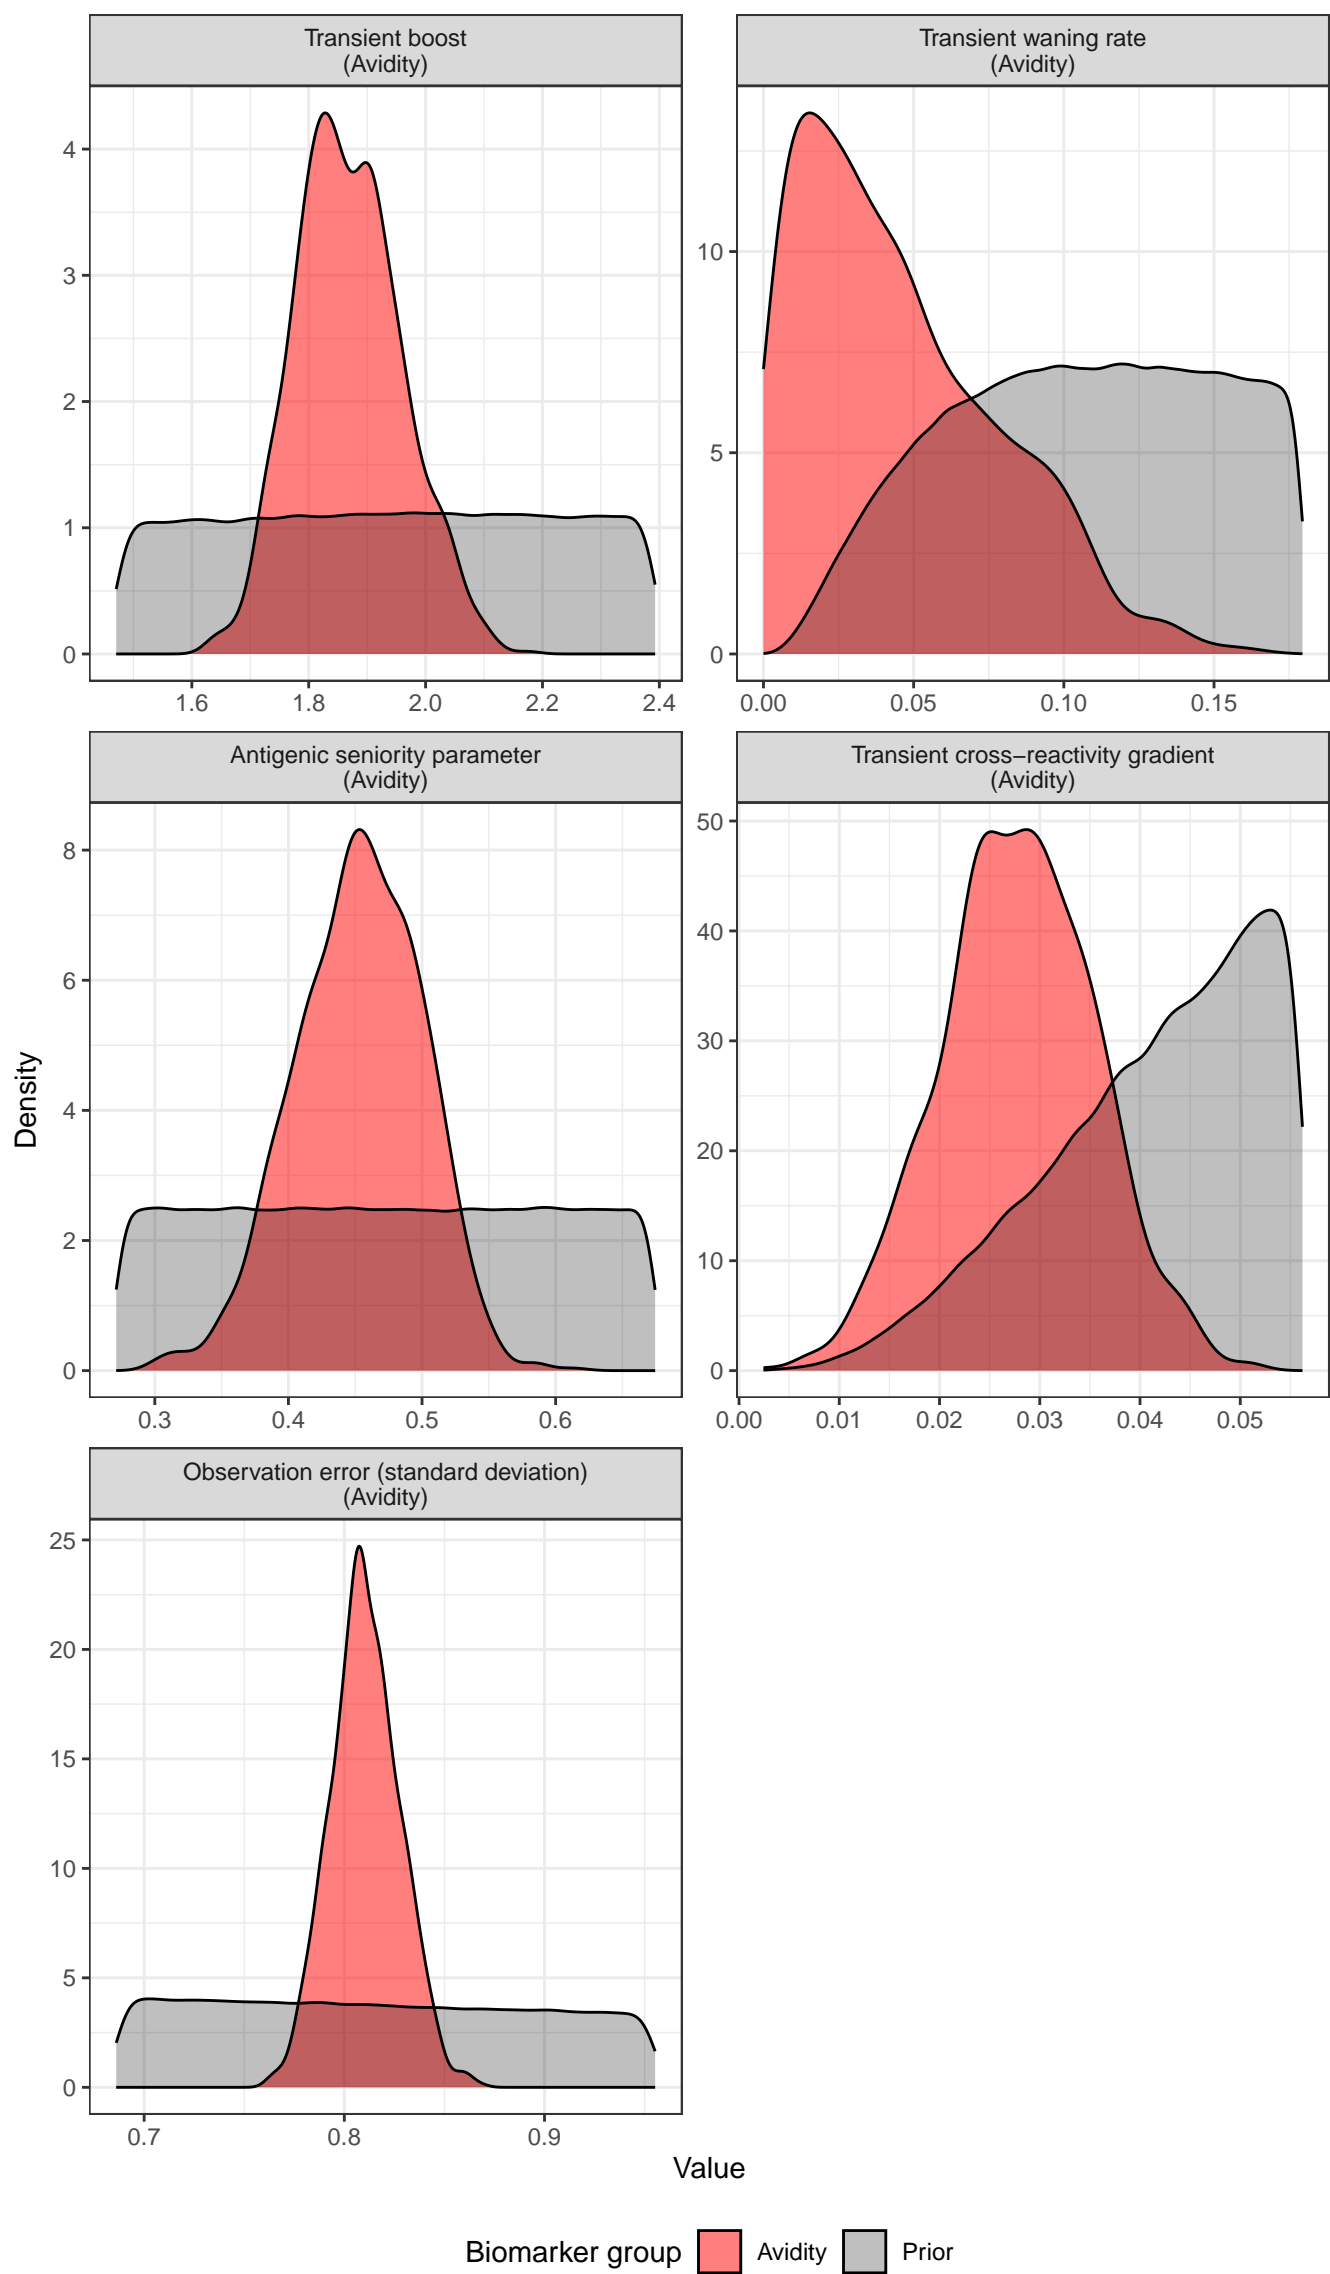 Transient boost
(Avidity)
Transient waning rate
(Avidity)
4
3
2
1
0
10
5
0
1.6 1.8 2.0 2.2 2.4
0.00 0.05 0.10 0.15
Antigenic seniority parameter
(Avidity)
Transient cross−reactivity gradient
(Avidity)
8
6
4
2
0
50
40
30
20
10
0
0.3 0.4 0.5 0.6
0.00 0.01 0.02 0.03 0.04 0.05
Density
Observation error (standard deviation)
(Avidity)
25
20
15
10
5
0
0.7 0.8 0.9
Value
Biomarker group Avidity Prior